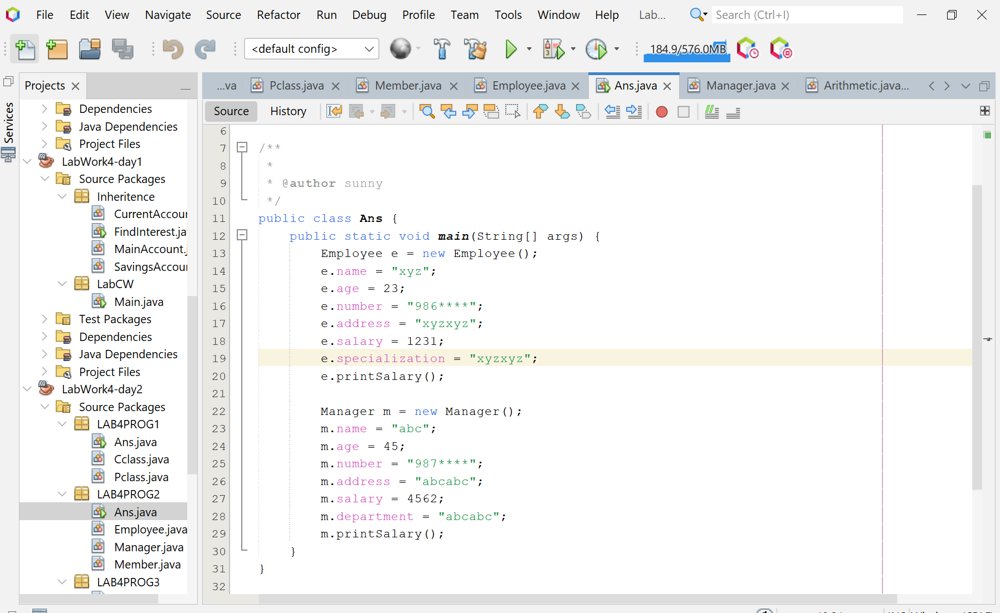 File Edit View Navigate Source Refactor Run Debug Profile Team Tools Window Help Lab... Search (Ctrl+I)
<default config> 184.9/576.0MB
Services
Projects
...va Pclass.java Member.java Employee.java Ans.java Manager.java Arithmetic.java...
Source History
Dependencies
Java Dependencies
Project Files
LabWork4-day1
Source Packages
Inheritence
CurrentAccour
FindInterest.ja
MainAccount.j
SavingsAccour
LabCW
Main.java
Test Packages
Dependencies
Java Dependencies
Project Files
LabWork4-day2
Source Packages
LAB4PROG1
Ans.java
Cclass.java
Pclass.java
LAB4PROG2
Ans.java
Employee.java
Manager.java
Member.java
LAB4PROG3
6
7 /**
8 *
9 * @author sunny
10 */
11 public class Ans {
12 public static void main(String[] args) {
13 Employee e = new Employee();
14 e.name = "xyz";
15 e.age = 23;
16 e.number = "986****";
17 e.address = "xyzxyz";
18 e.salary = 1231;
19 e.specialization = "xyzxyz";
20 e.printSalary();
21
22 Manager m = new Manager();
23 m.name = "abc";
24 m.age = 45;
25 m.number = "987****";
26 m.address = "abcabc";
27 m.salary = 4562;
28 m.department = "abcabc";
29 m.printSalary();
30 }
31 }
32